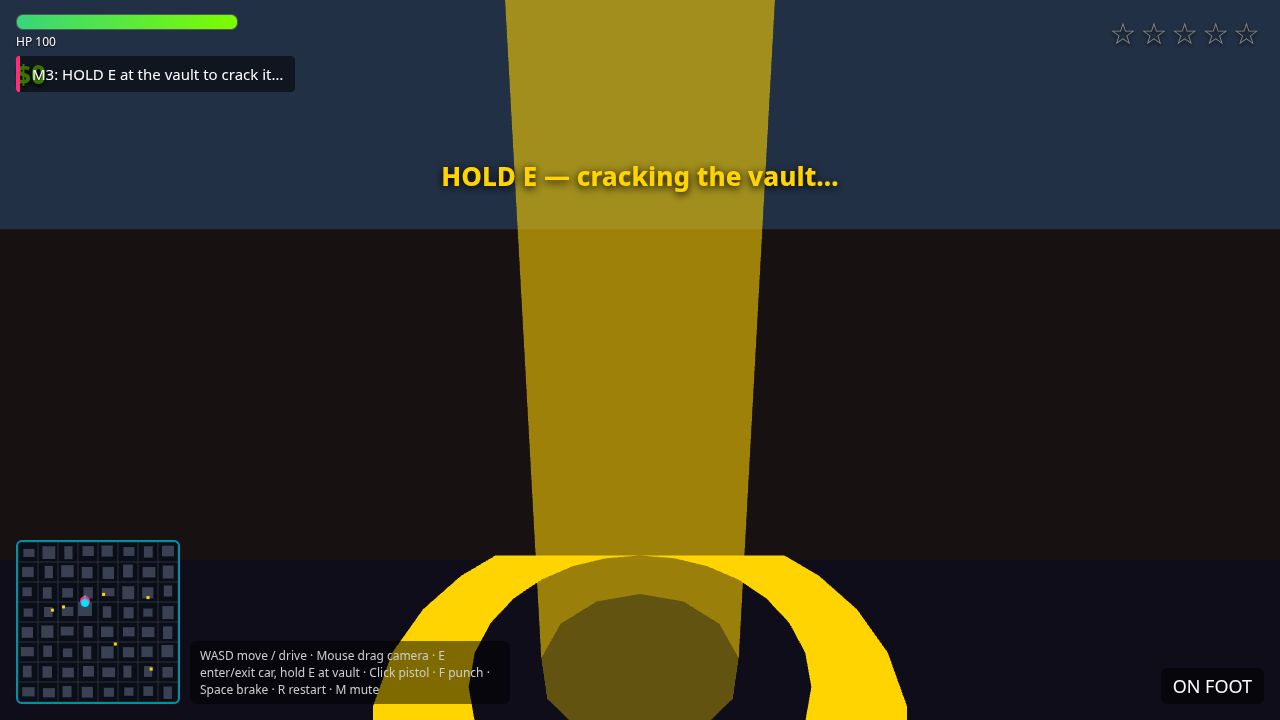 HP 100
☆ ☆ ☆ ☆ ☆
$0
M3: HOLD E at the vault to crack it...
HOLD E — cracking the vault...
WASD move / drive · Mouse drag camera · E
enter/exit car, hold E at vault · Click pistol · F punch ·
Space brake · R restart · M mute
ON FOOT